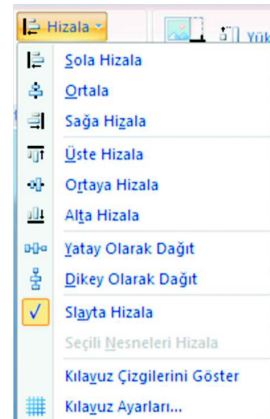 Hizala
Yük
Sola Hizala
Ortala
Sağa Hizala
Üste Hizala
Ortaya Hizala
Alta Hizala
Yatay Olarak Dağıt
Dikey Olarak Dağıt
Slayta Hizala
Seçili Nesneleri Hizala
Kılavuz Çizgilerini Göster
Kılavuz Ayarları...